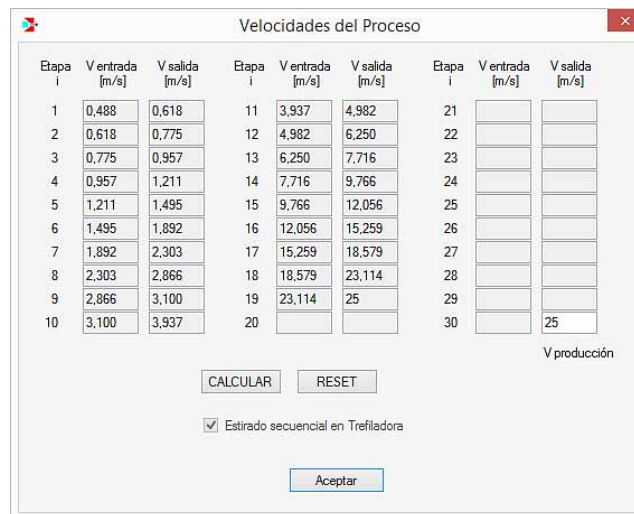 Velocidades del Proceso
Etapa V entrada V salida Etapa V entrada V salida Etapa V entrada V salida
i [m/s] [m/s] i [m/s] [m/s] i [m/s] [m/s]
1 0,488 0,618 11 3,937 4,982 21
2 0,618 0,775 12 4,982 6,250 22
3 0,775 0,957 13 6,250 7,716 23
4 0,957 1,211 14 7,716 9,766 24
5 1,211 1,495 15 9,766 12,056 25
6 1,495 1,892 16 12,056 15,259 26
7 1,892 2,303 17 15,259 18,579 27
8 2,303 2,866 18 18,579 23,114 28
9 2,866 3,100 19 23,114 25 29
10 3,100 3,937 20 30 25
V producción
CALCULAR RESET
Estirado secuencial en Trefiladora
Aceptar